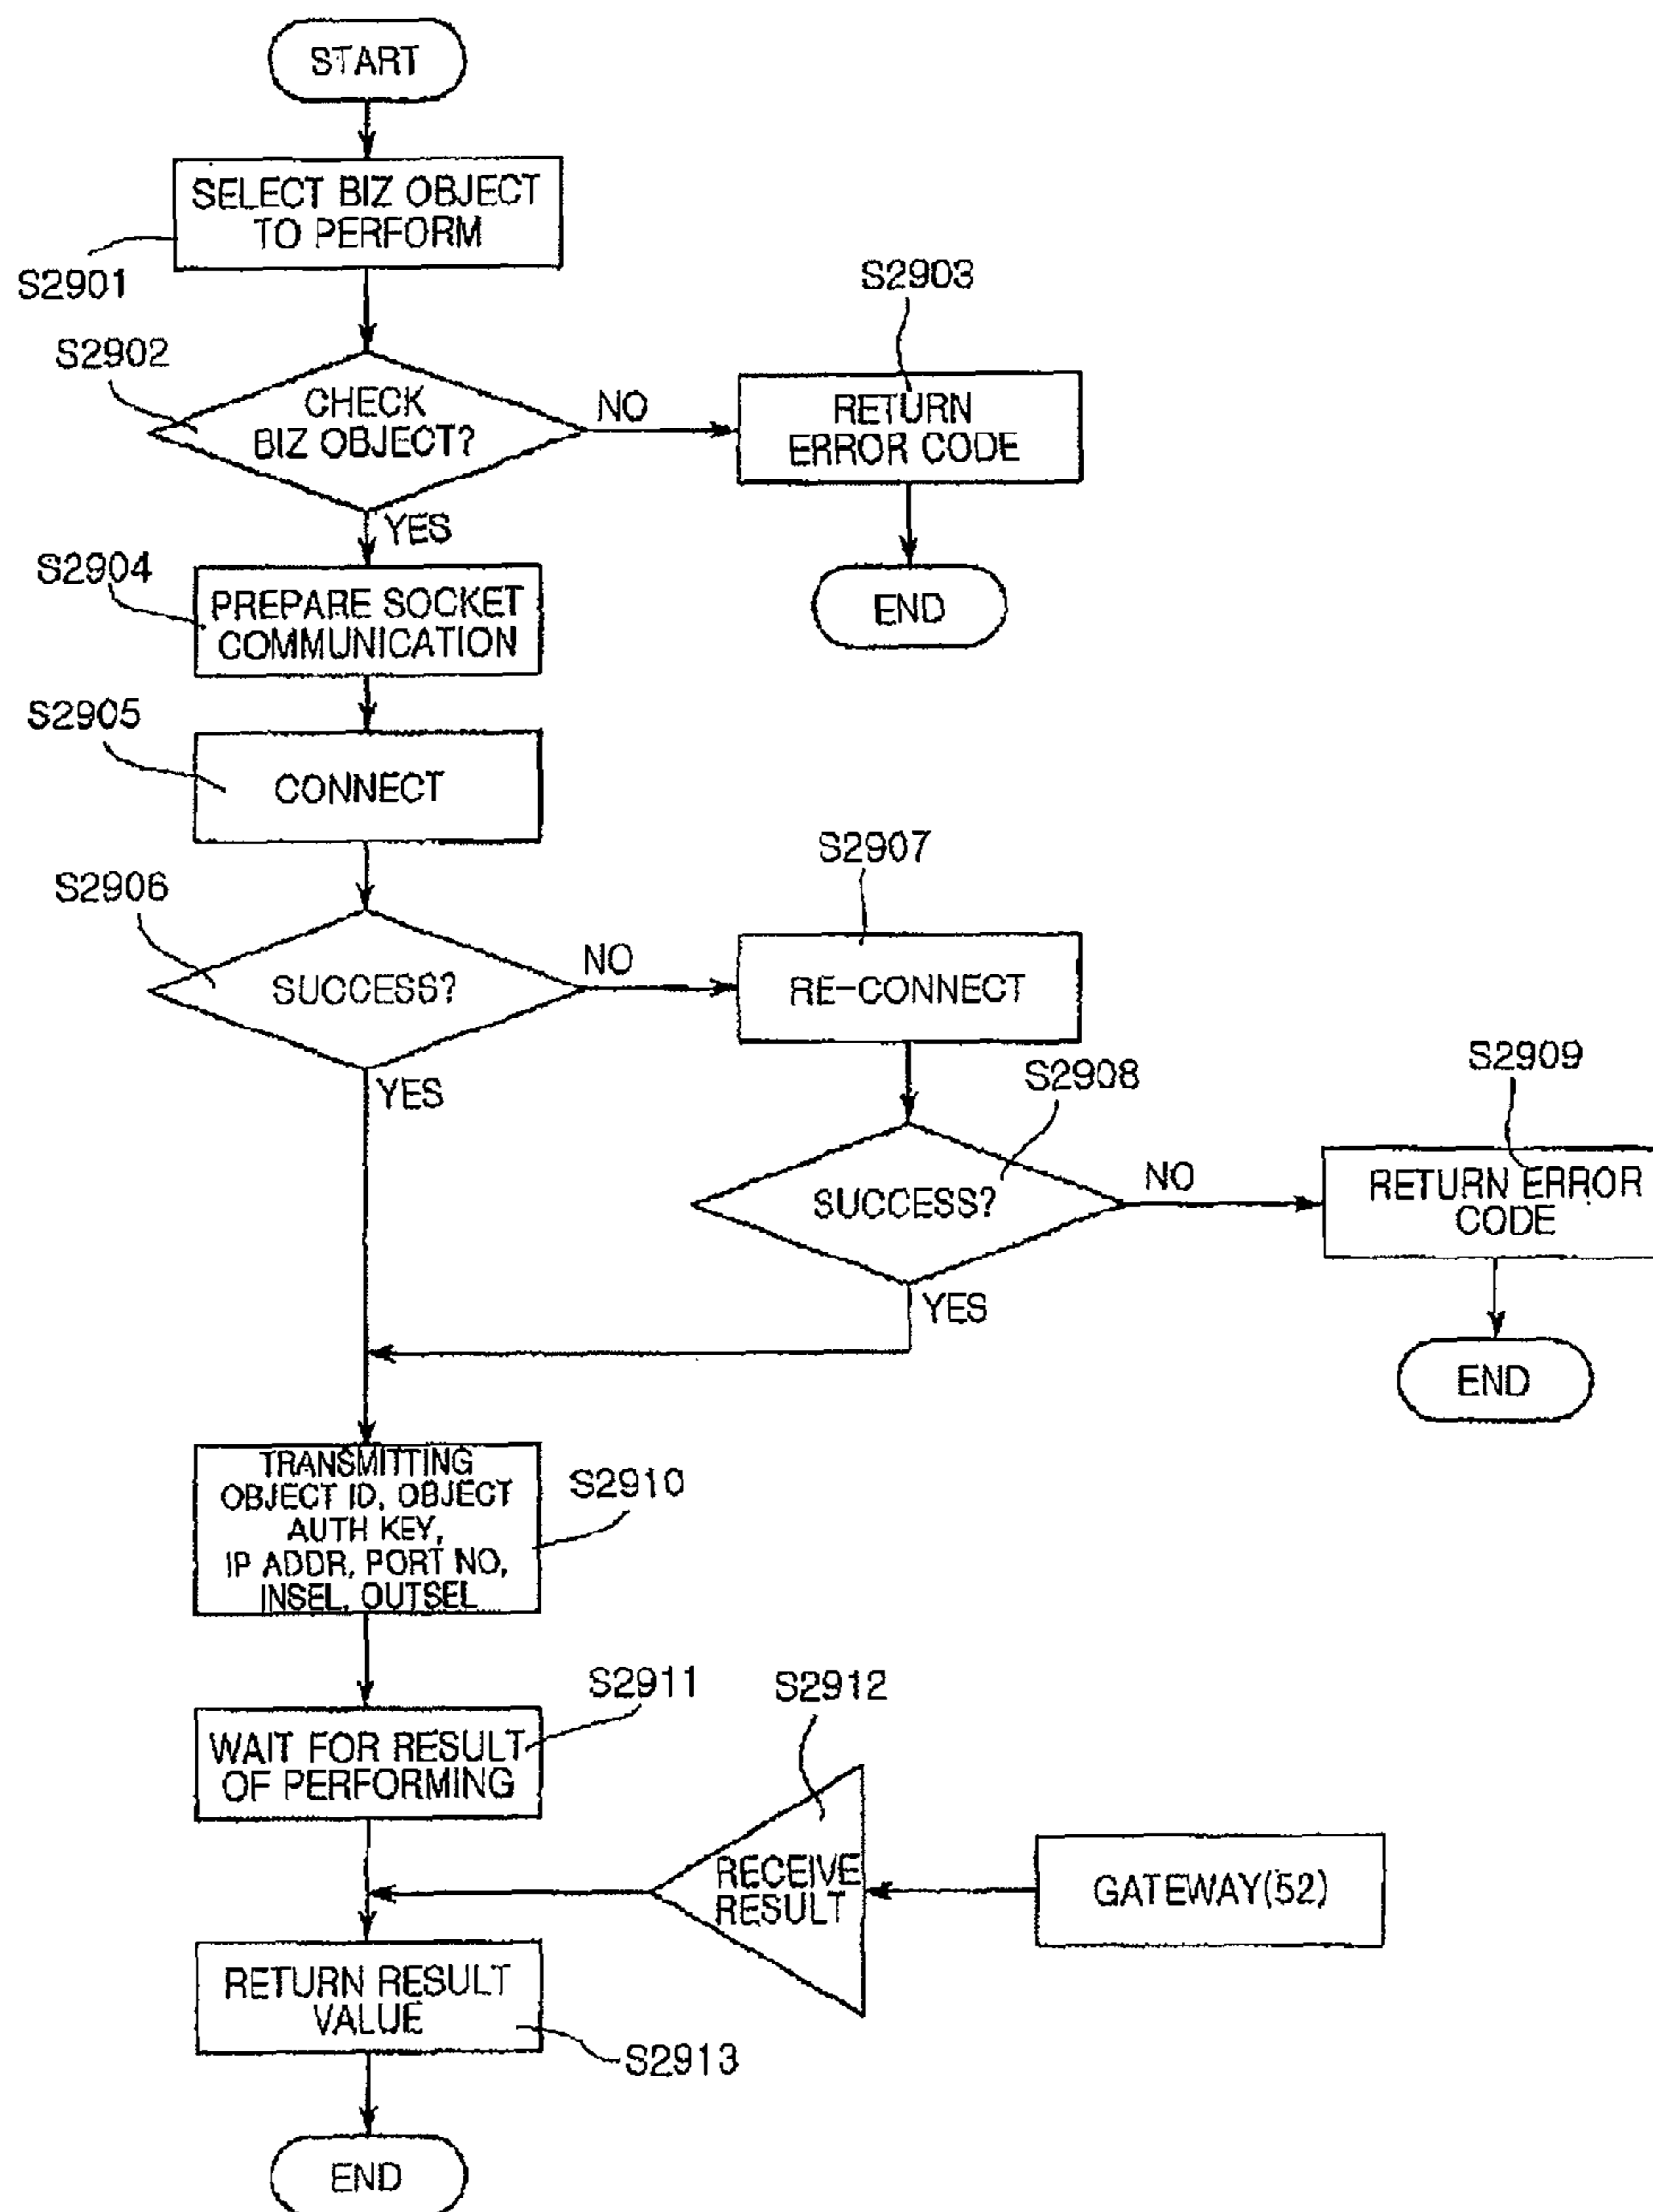 START
SELECT BIZ OBJECT
TO PERFORM
S2901
S2902
CHECK
BIZ OBJECT?
NO
S2903
RETURN
ERROR CODE
END
YES
S2904
PREPARE SOCKET
COMMUNICATION
S2905
CONNECT
S2906
SUCCESS?
NO
S2907
RE-CONNECT
YES
S2908
SUCCESS?
NO
S2909
RETURN ERROR
CODE
END
YES
TRANSMITTING
OBJECT ID, OBJECT
AUTH KEY,
IP ADDR, PORT NO,
INSEL, OUTSEL
S2910
S2911
WAIT FOR RESULT
OF PERFORMING
S2912
RECEIVE
RESULT
GATEWAY(52)
RETURN RESULT
VALUE
S2913
END